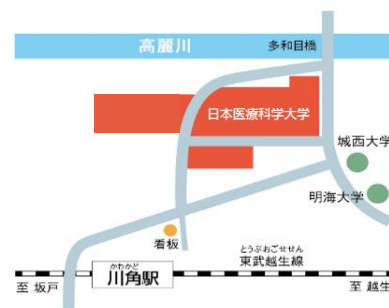 高麗川
多和目橋
日本医療科学大学
城西大学
明海大学
看板
とうぶおごせせん
東武越生線
かわかど
川角駅
至 坂戸
至 越生